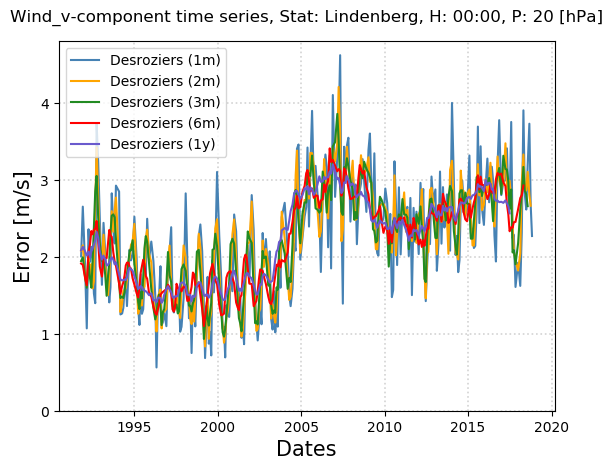 Wind_v-component time series, Stat: Lindenberg, H: 00:00, P: 20 [hPa]
Desroziers (1m)
Desroziers (2m)
Desroziers (3m)
Desroziers (6m)
Desroziers (1y)
Error [m/s]
4
3
2
1
0
1995 2000 2005 2010 2015 2020
Dates